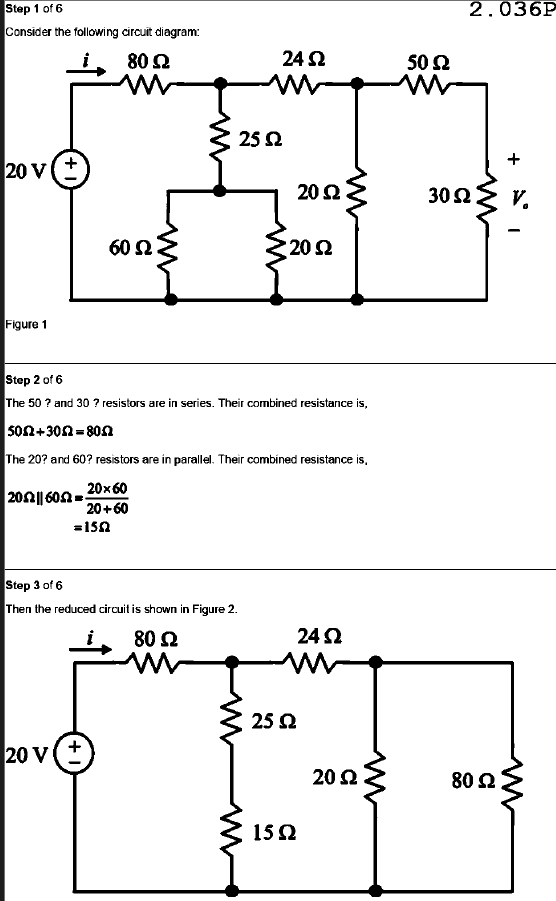 Step 1 of 6
2.036P
Consider the following circuit diagram:
i
80 Ω
24 Ω
50 Ω
25 Ω
20 V
+
−
20 Ω
30 Ω
+
Vo
−
60 Ω
20 Ω
Figure 1
Step 2 of 6
The 50 ? and 30 ? resistors are in series. Their combined resistance is,
50Ω+30Ω=80Ω
The 20? and 60? resistors are in parallel. Their combined resistance is,
20Ω||60Ω= 20×60
20+60
=15Ω
Step 3 of 6
Then the reduced circuit is shown in Figure 2.
i
80 Ω
24 Ω
25 Ω
20 V
+
−
20 Ω
80 Ω
15 Ω